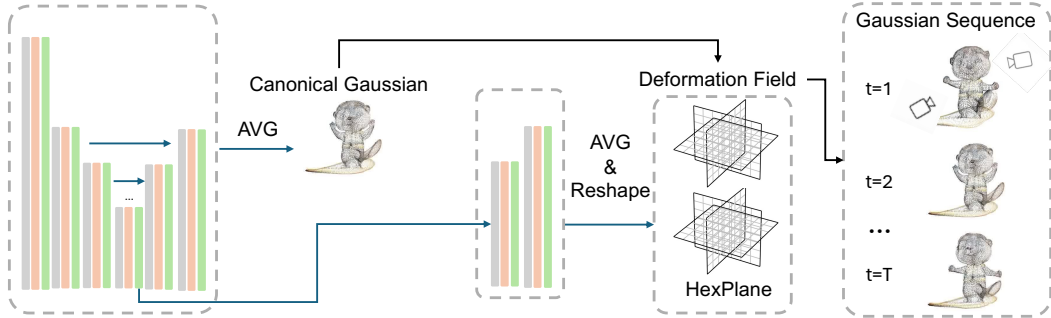 ...
AVG
Canonical Gaussian
AVG
&
Reshape
Deformation Field
HexPlane
Gaussian Sequence
t=1
t=2
...
t=T